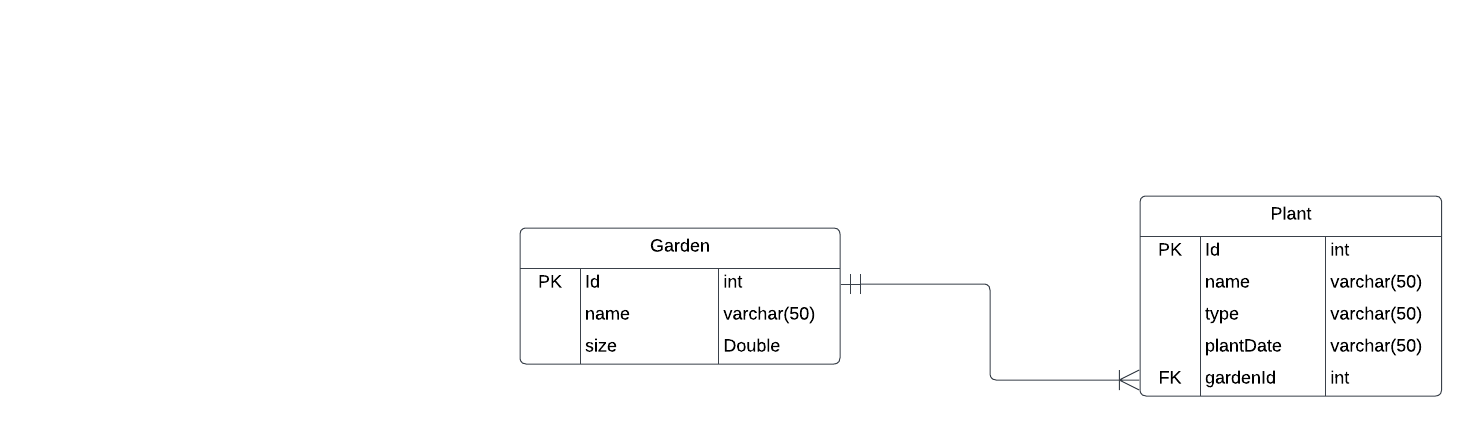 Garden
PK Id int
name varchar(50)
size Double
Plant
PK Id int
name varchar(50)
type varchar(50)
plantDate varchar(50)
FK gardenId int